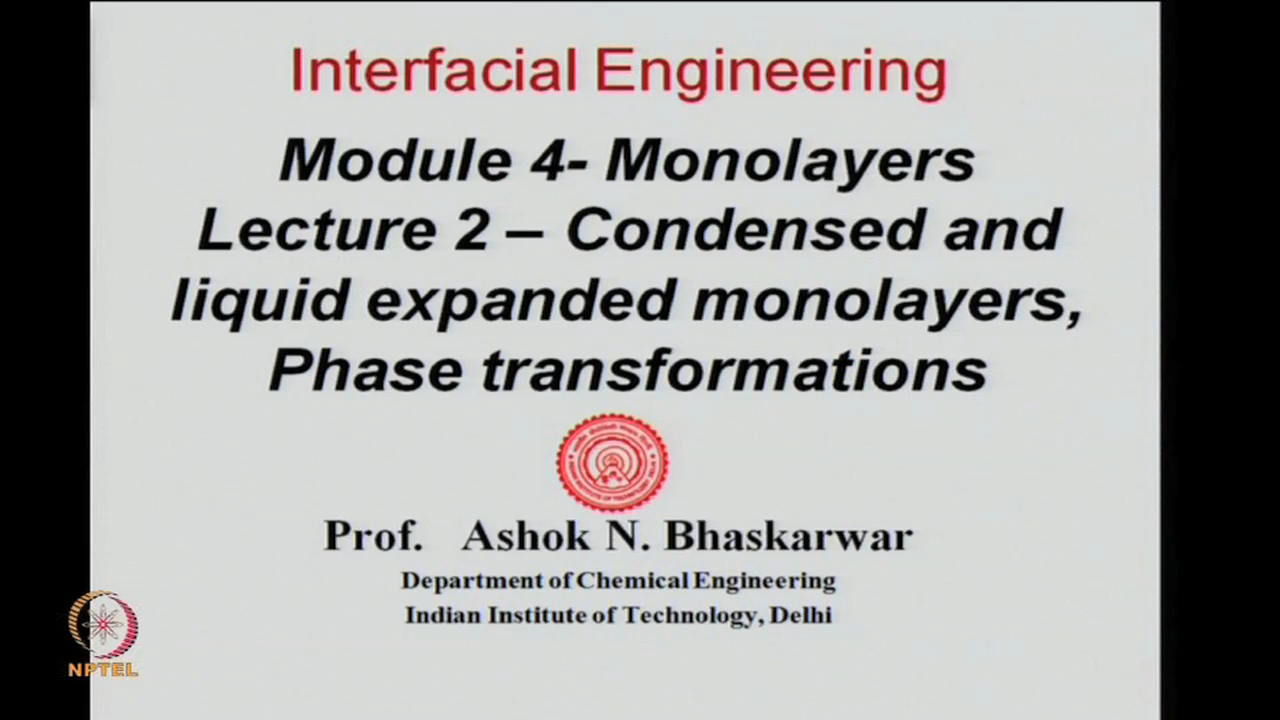 Interfacial Engineering
Module 4- Monolayers
Lecture 2 – Condensed and
liquid expanded monolayers,
Phase transformations
Prof. Ashok N. Bhaskarwar
Department of Chemical Engineering
Indian Institute of Technology, Delhi
NPTEL